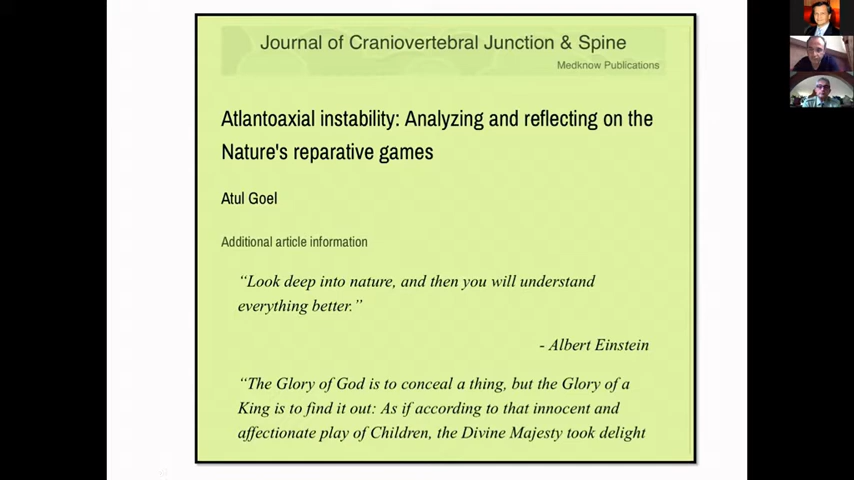 Journal of Craniovertebral Junction & Spine
Medknow Publications
Atlantoaxial instability: Analyzing and reflecting on the
Nature's reparative games
Atul Goel
Additional article information
“Look deep into nature, and then you will understand
everything better.”
- Albert Einstein
“The Glory of God is to conceal a thing, but the Glory of a
King is to find it out: As if according to that innocent and
affectionate play of Children, the Divine Majesty took delight